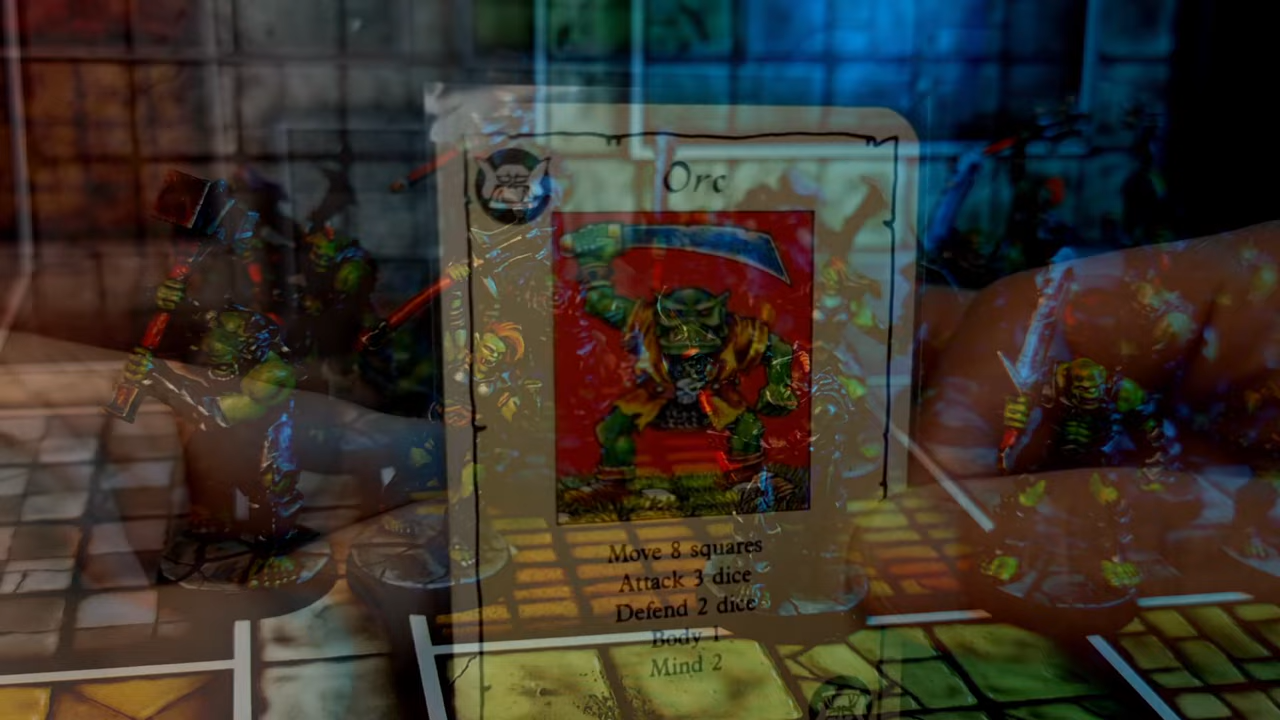 Orc
Move 8 squares
Attack 3 dice
Defend 2 dice
Body 1
Mind 2